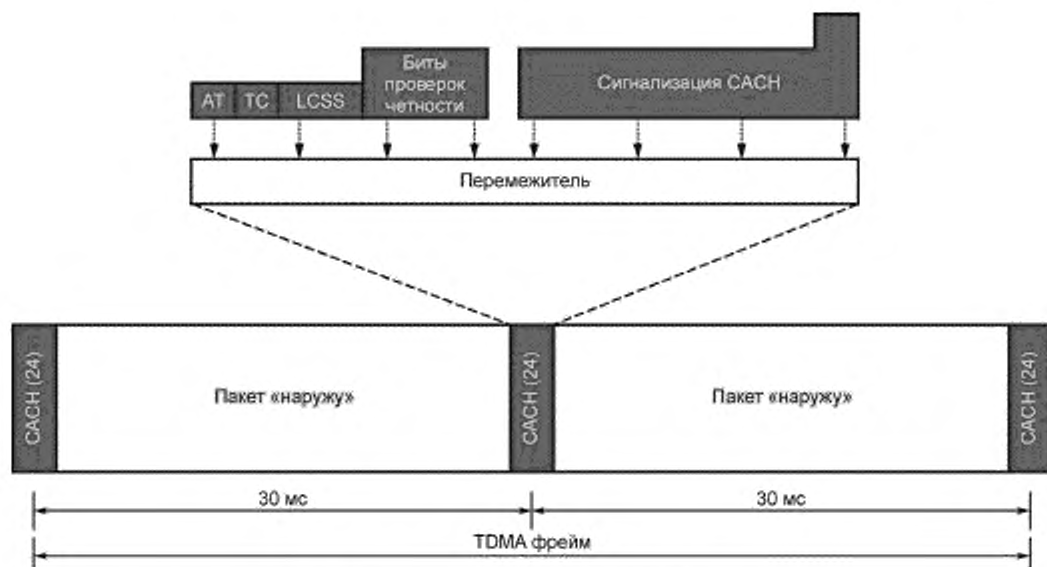 Биты
проверок
четности
Сигнализация CACH
AT TC LCSS
Перемежитель
CACH (24)
Пакет «наружу»
CACH (24)
Пакет «наружу»
CACH (24)
30 мс
30 мс
TDMA фрейм